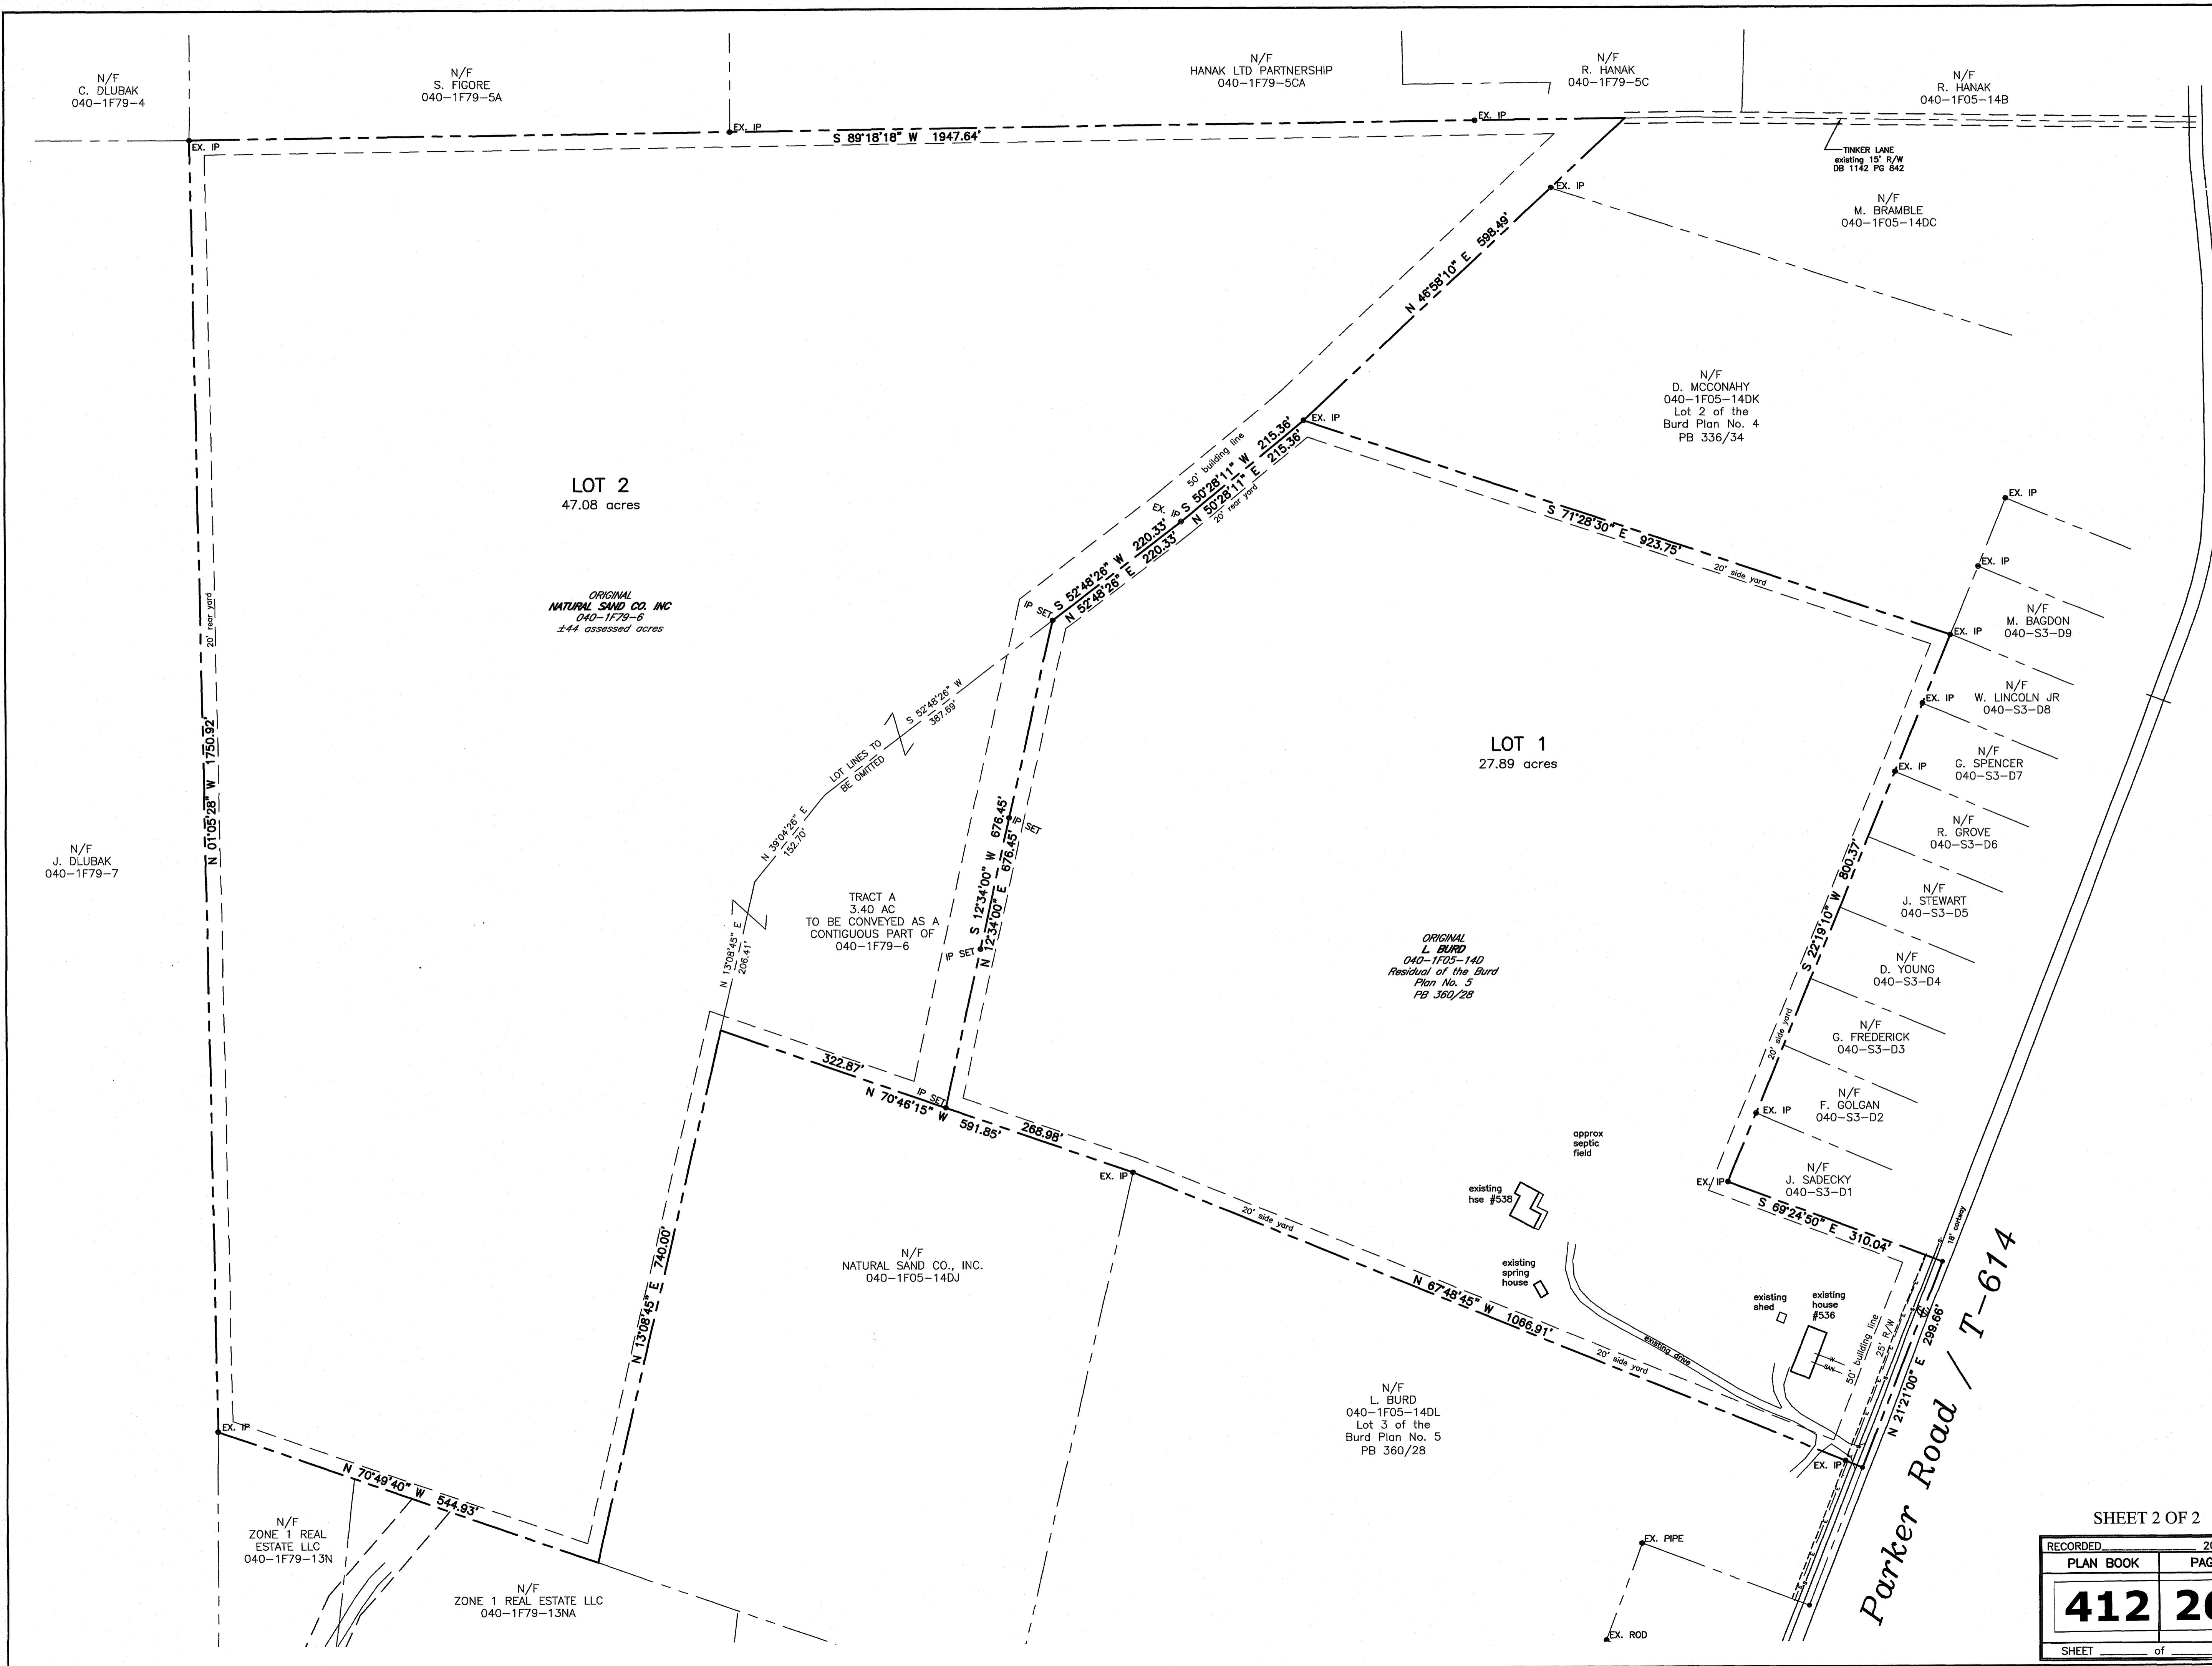 N/F
C. DLUBAK
040-1F79-4
N/F
S. FIGORE
040-1F79-5A
N/F
HANAK LTD PARTNERSHIP
040-1F79-5CA
N/F
R. HANAK
040-1F79-5C
N/F
R. HANAK
040-1F05-14B
EX. IP
EX. IP
S 89°18'18" W 1947.64'
EX. IP
TINKER LANE
existing 15' R/W
DB 1142 PG 842
EX. IP
N/F
M. BRAMBLE
040-1F05-14DC
N 46°58'10" E 598.49'
N/F
D. MCCONAHY
040-1F05-14DK
Lot 2 of the
Burd Plan No. 4
PB 336/34
EX. IP
50' building line
S 50°28'11" W 215.36'
N 50°28'11" E 215.36'
20' rear yard
EX. IP
LOT 2
47.08 acres
ORIGINAL
NATURAL SAND CO. INC
040-1F79-6
±44 assessed acres
S 52°48'26" W 220.33'
N 52°48'26" E 220.33'
IP SET
S 71°28'30" E 923.75'
20' side yard
EX. IP
EX. IP
EX. IP
N/F
M. BAGDON
040-S3-D9
EX. IP
N/F
W. LINCOLN JR
040-S3-D8
EX. IP
N/F
G. SPENCER
040-S3-D7
N/F
R. GROVE
040-S3-D6
N/F
J. STEWART
040-S3-D5
N/F
D. YOUNG
040-S3-D4
N/F
G. FREDERICK
040-S3-D3
N/F
F. GOLGAN
040-S3-D2
N/F
J. SADECKY
040-S3-D1
20' rear yard
N 01°05'28" W 1750.92'
N/F
J. DLUBAK
040-1F79-7
S 52°48'26" W
387.69'
LOT LINES TO
BE OMITTED
N 39°04'26" E
152.70'
N 13°08'45" E
206.41'
TRACT A
3.40 AC
TO BE CONVEYED AS A
CONTIGUOUS PART OF
040-1F79-6
S 12°34'00" W 676.45'
N 12°34'00" E 676.45'
IP SET
IP SET
LOT 1
27.89 acres
ORIGINAL
L. BURD
040-1F05-14D
Residual of the Burd
Plan No. 5
PB 360/28
S 22°19'10" W 800.37'
20' side yard
EX. IP
EX. IP
S 69°24'50" E 310.04'
322.87'
IP SET
N 70°46'15" W 591.85'
268.98'
EX. IP
approx
septic
field
existing
hse #538
existing
spring
house
existing
shed
existing
house
#536
W
SAN
existing drive
50' building line
25' R/W
18' cartway
N 21°21'00" E 299.66'
20' side yard
N 67°48'45" W 1066.91'
20' side yard
EX. IP
N/F
NATURAL SAND CO., INC.
040-1F05-14DJ
N 13°08'45" E 740.00'
N/F
L. BURD
040-1F05-14DL
Lot 3 of the
Burd Plan No. 5
PB 360/28
EX. IP
N 70°49'40" W 544.93'
N/F
ZONE 1 REAL
ESTATE LLC
040-1F79-13N
N/F
ZONE 1 REAL ESTATE LLC
040-1F79-13NA
EX. PIPE
EX. ROD
Parker Road / T-614
SHEET 2 OF 2
RECORDED 20
PLAN BOOK PAG
412 20
SHEET of